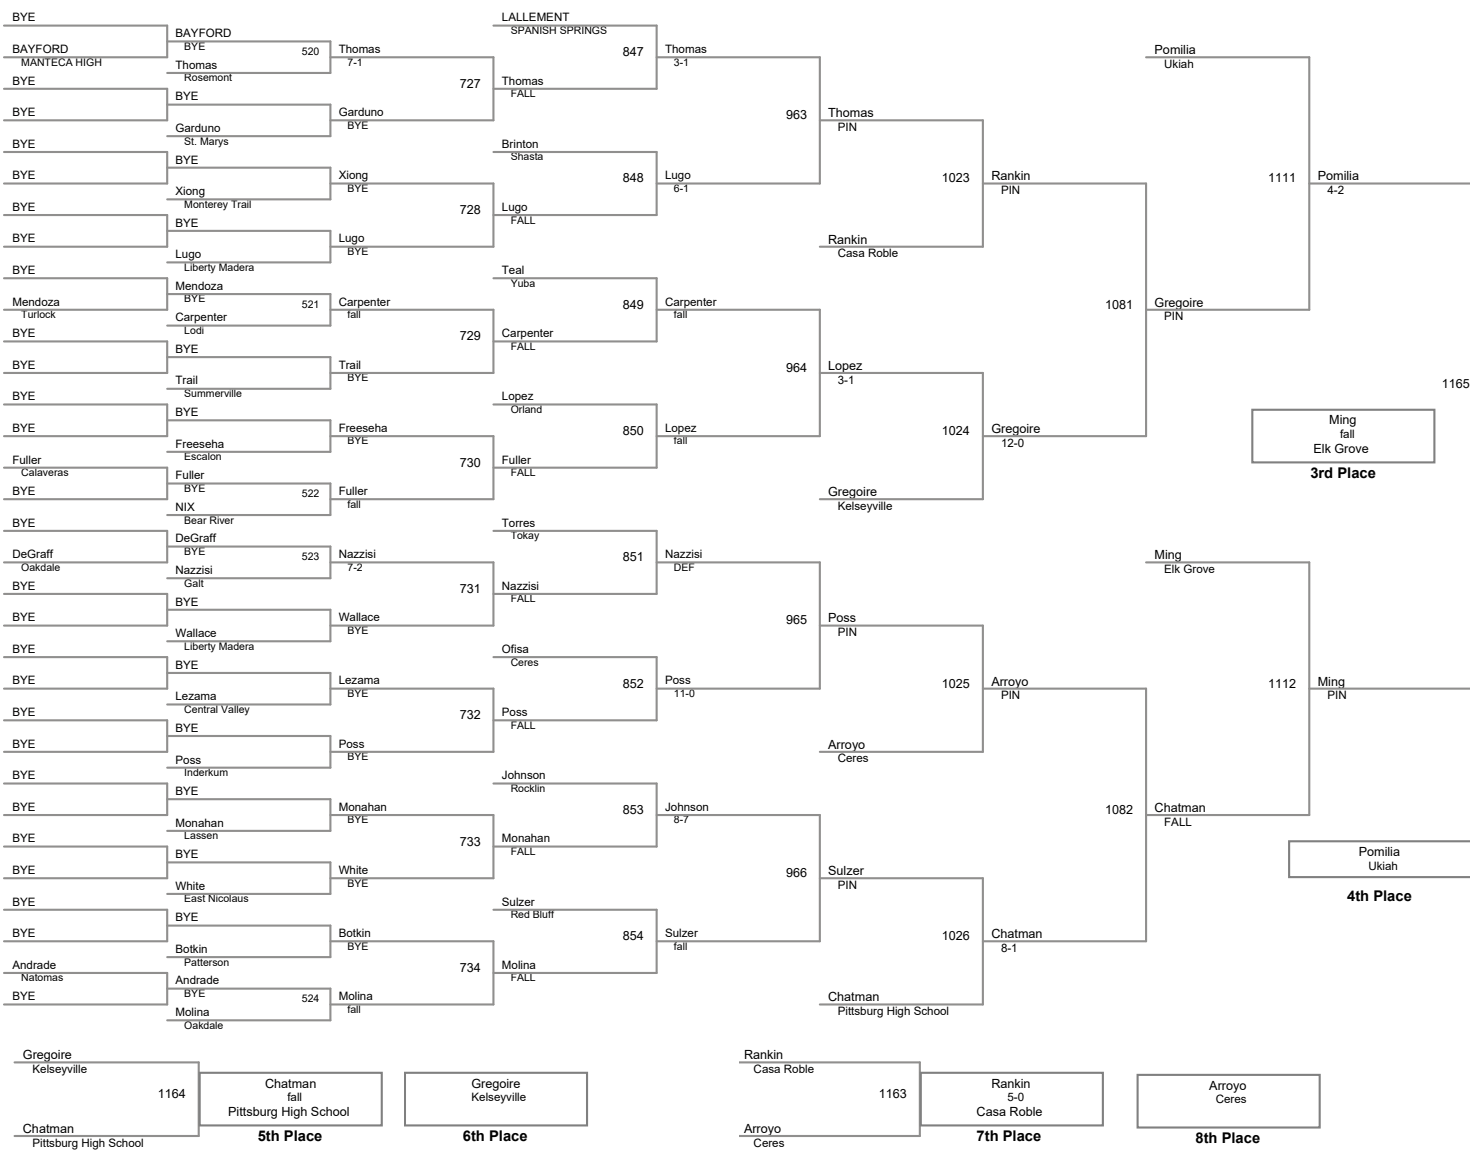 BYE
BAYFORD
MANTECA HIGH
BYE
BYE
BYE
BYE
BYE
BYE
BYE
Mendoza
Turlock
BYE
BYE
BYE
BYE
Fuller
Calaveras
BYE
BYE
DeGraff
Oakdale
BYE
BYE
BYE
BYE
BYE
BYE
BYE
BYE
BYE
BYE
BYE
BYE
Andrade
Natomas
BYE
BAYFORD
BYE
520
Thomas
Rosemont
BYE
Garduno
St. Marys
BYE
Xiong
Monterey Trail
BYE
Lugo
Liberty Madera
Mendoza
BYE
521
Carpenter
Lodi
BYE
Trail
Summerville
BYE
Freeseha
Escalon
Fuller
BYE
522
NIX
Bear River
DeGraff
BYE
523
Nazzisi
Galt
BYE
Wallace
Liberty Madera
BYE
Lezama
Central Valley
BYE
Poss
Inderkum
BYE
Monahan
Lassen
BYE
White
East Nicolaus
BYE
Botkin
Patterson
Andrade
BYE
524
Molina
Oakdale
Thomas
7-1
727
Garduno
BYE
Xiong
BYE
728
Lugo
BYE
Carpenter
fall
729
Trail
BYE
Freeseha
BYE
730
Fuller
fall
Nazzisi
7-2
731
Wallace
BYE
Lezama
BYE
732
Poss
BYE
Monahan
BYE
733
White
BYE
Botkin
BYE
734
Molina
fall
LALLEMENT
SPANISH SPRINGS
847
Thomas
FALL
Brinton
Shasta
848
Lugo
FALL
Teal
Yuba
849
Carpenter
FALL
Lopez
Orland
850
Fuller
FALL
Torres
Tokay
851
Nazzisi
FALL
Ofisa
Ceres
852
Poss
FALL
Johnson
Rocklin
853
Monahan
FALL
Sulzer
Red Bluff
854
Molina
FALL
Thomas
3-1
963
Lugo
6-1
Carpenter
fall
964
Lopez
fall
Nazzisi
DEF
965
Poss
11-0
Johnson
8-7
966
Sulzer
fall
Thomas
PIN
1023
Rankin
Casa Roble
Lopez
3-1
1024
Gregoire
Kelseyville
Poss
PIN
1025
Arroyo
Ceres
Sulzer
PIN
1026
Chatman
Pittsburg High School
Rankin
PIN
1081
Gregoire
12-0
Arroyo
PIN
1082
Chatman
8-1
Pomilia
Ukiah
1111
Gregoire
PIN
Ming
Elk Grove
1112
Chatman
FALL
Pomilia
4-2
1165
Ming
fall
Elk Grove
3rd Place
Ming
PIN
Pomilia
Ukiah
4th Place
Gregoire
Kelseyville
1164
Chatman
Pittsburg High School
Chatman
fall
Pittsburg High School
5th Place
Gregoire
Kelseyville
6th Place
Rankin
Casa Roble
1163
Arroyo
Ceres
Rankin
5-0
Casa Roble
7th Place
Arroyo
Ceres
8th Place